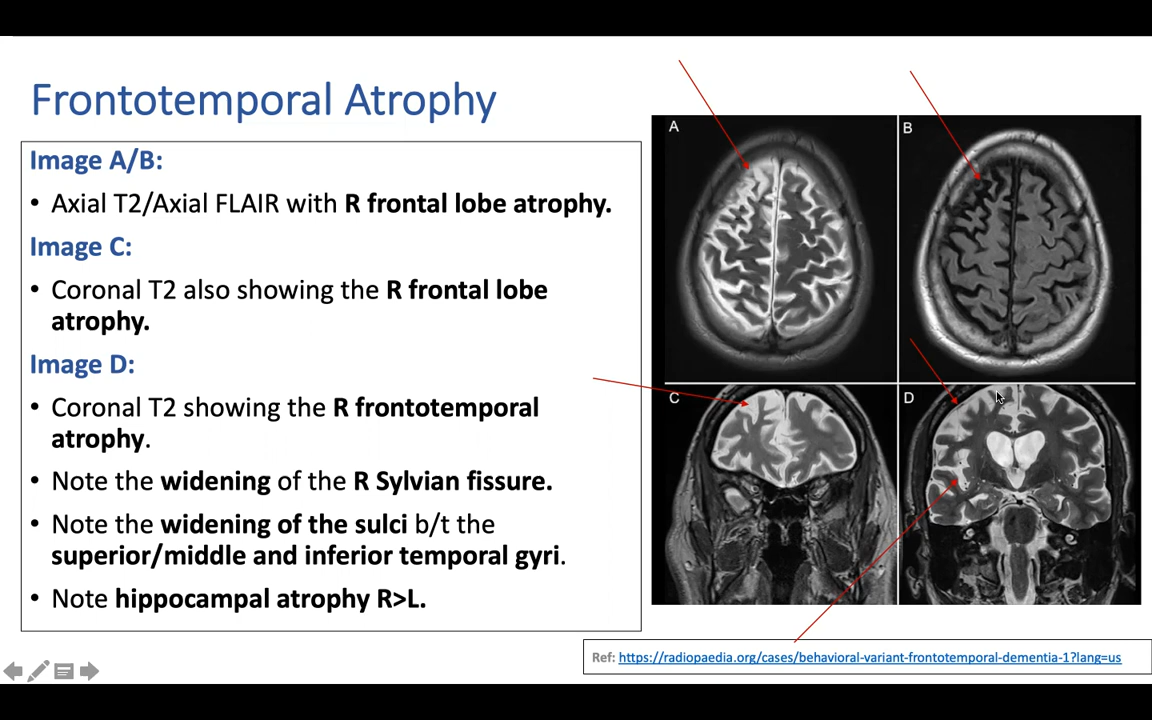 Frontotemporal Atrophy
Image A/B:
• Axial T2/Axial FLAIR with R frontal lobe atrophy.
Image C:
• Coronal T2 also showing the R frontal lobe
atrophy.
Image D:
• Coronal T2 showing the R frontotemporal
atrophy.
• Note the widening of the R Sylvian fissure.
• Note the widening of the sulci b/t the
superior/middle and inferior temporal gyri.
• Note hippocampal atrophy R>L.
A
B
C
D
Ref: https://radiopaedia.org/cases/behavioral-variant-frontotemporal-dementia-1?lang=us